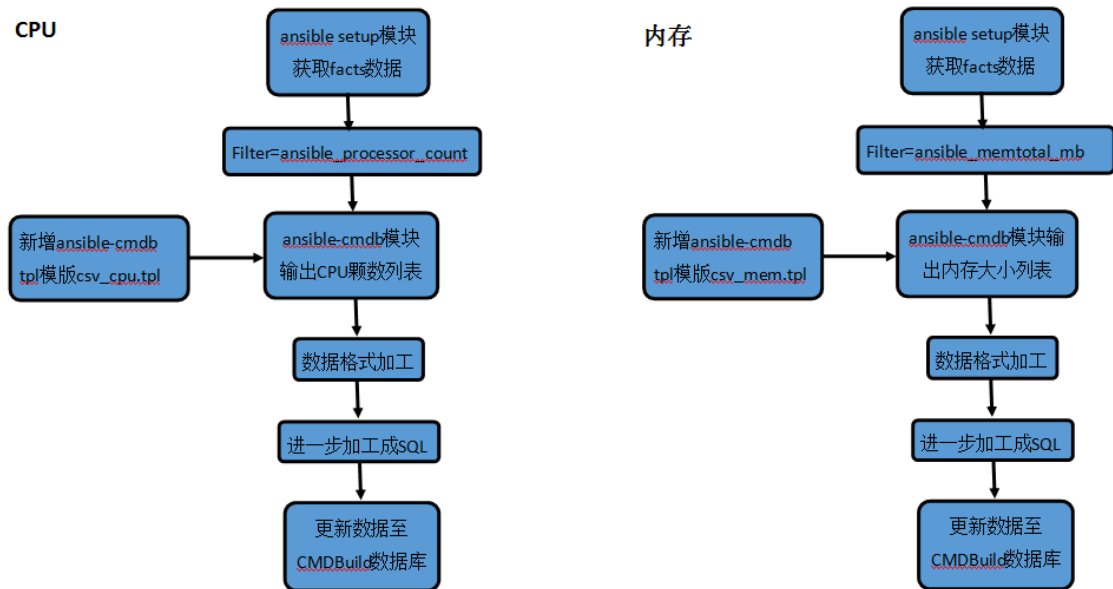 CPU
ansible setup模块
获取facts数据
Filter=ansible_processor_count
新增ansible-cmdb
tpl模版csv_cpu.tpl
ansible-cmdb模块
输出CPU颗数列表
数据格式加工
进一步加工成SQL
更新数据至
CMDBuild数据库
内存
ansible setup模块
获取facts数据
Filter=ansible_memtotal_mb
新增ansible-cmdb
tpl模版csv_mem.tpl
ansible-cmdb模块输
出内存大小列表
数据格式加工
进一步加工成SQL
更新数据至
CMDBuild数据库